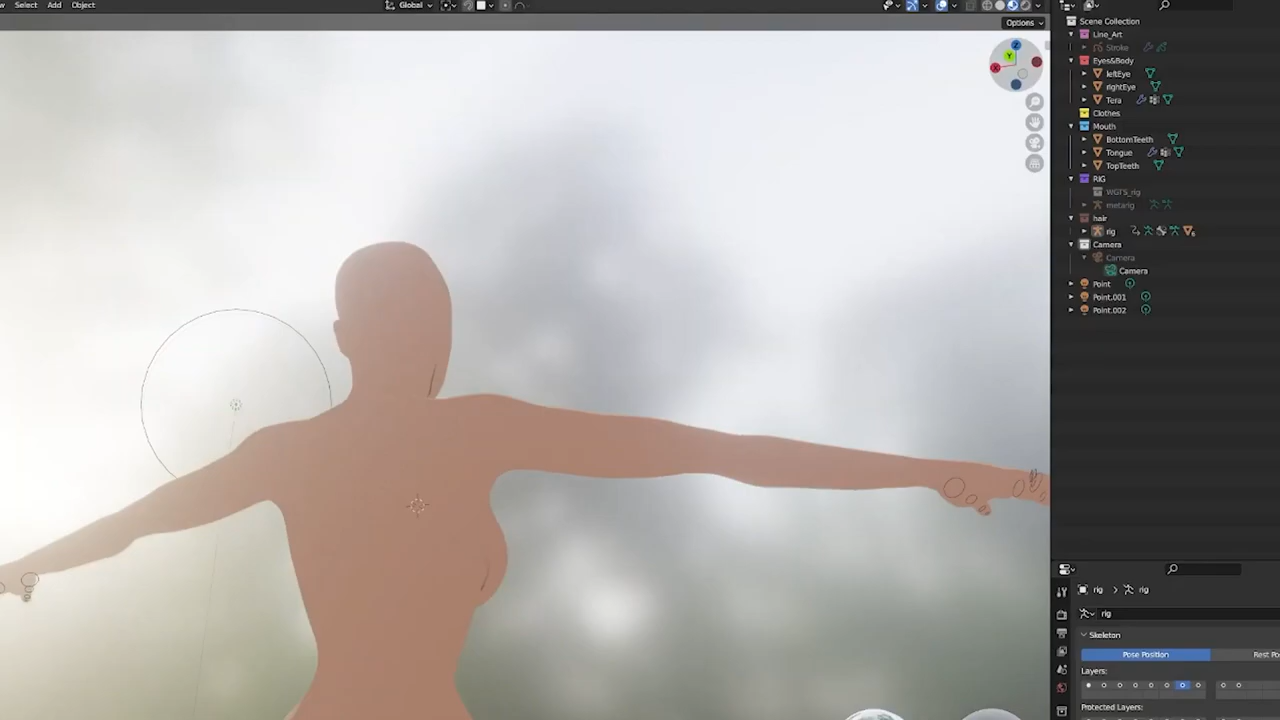 Select Add Object Global
Options
X Y Z
Scene Collection
Line_Art
Stroke
Eyes&Body
leftEye
rightEye
Tera
Clothes
Mouth
BottomTeeth
Tongue
TopTeeth
RIG
WGTS_rig
metarig
hair
rig
Camera
Camera
Camera
Point
Point.001
Point.002
rig > rig
rig
Skeleton
Pose Position Rest Po
Layers:
Protected Layers: